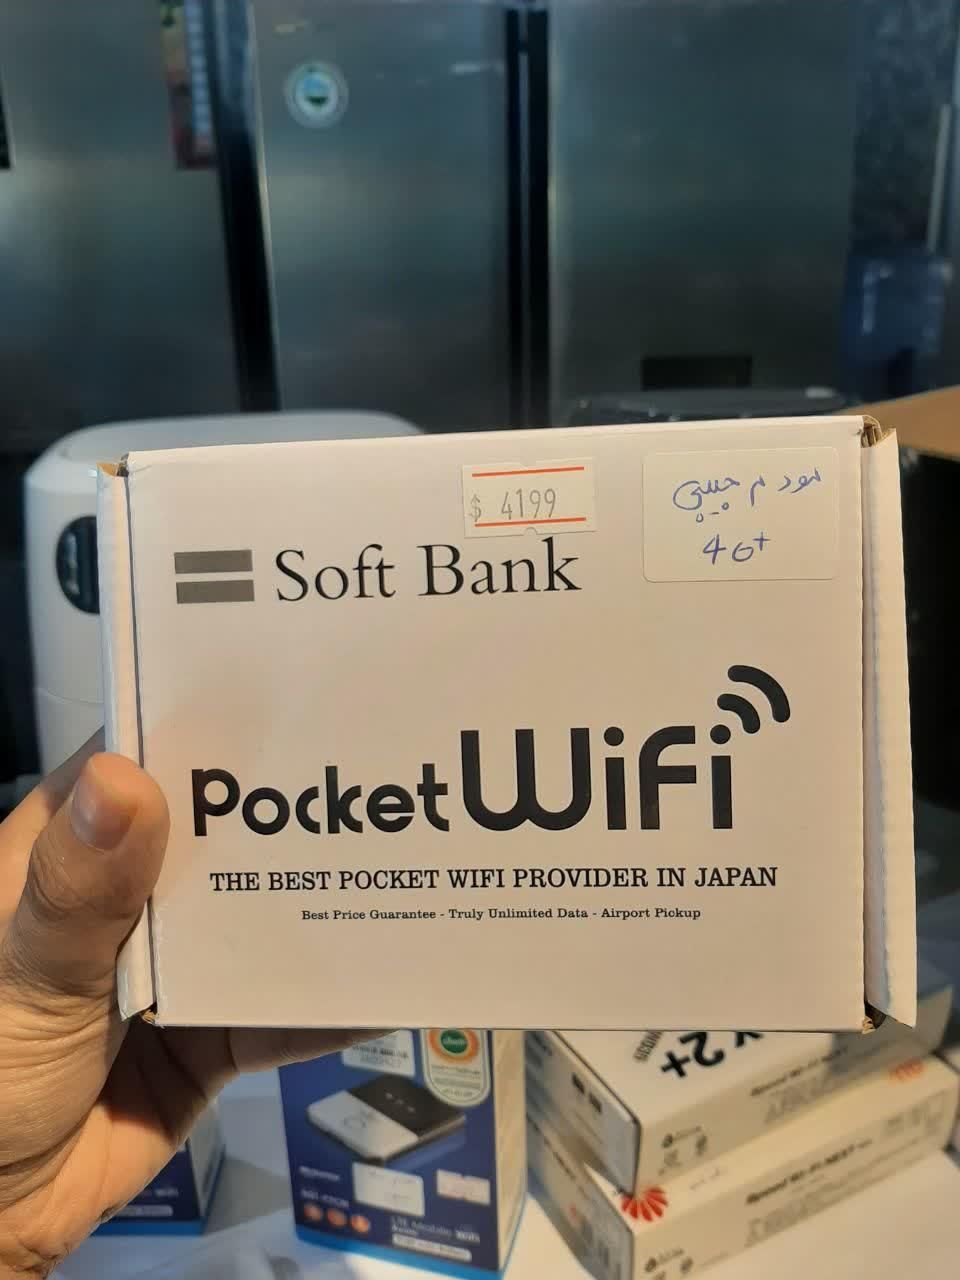 $ 4199
مودم جیبی
4G+
Soft Bank
Pocket WiFi
THE BEST POCKET WIFI PROVIDER IN JAPAN
Best Price Guarantee - Truly Unlimited Data - Airport Pickup
2+